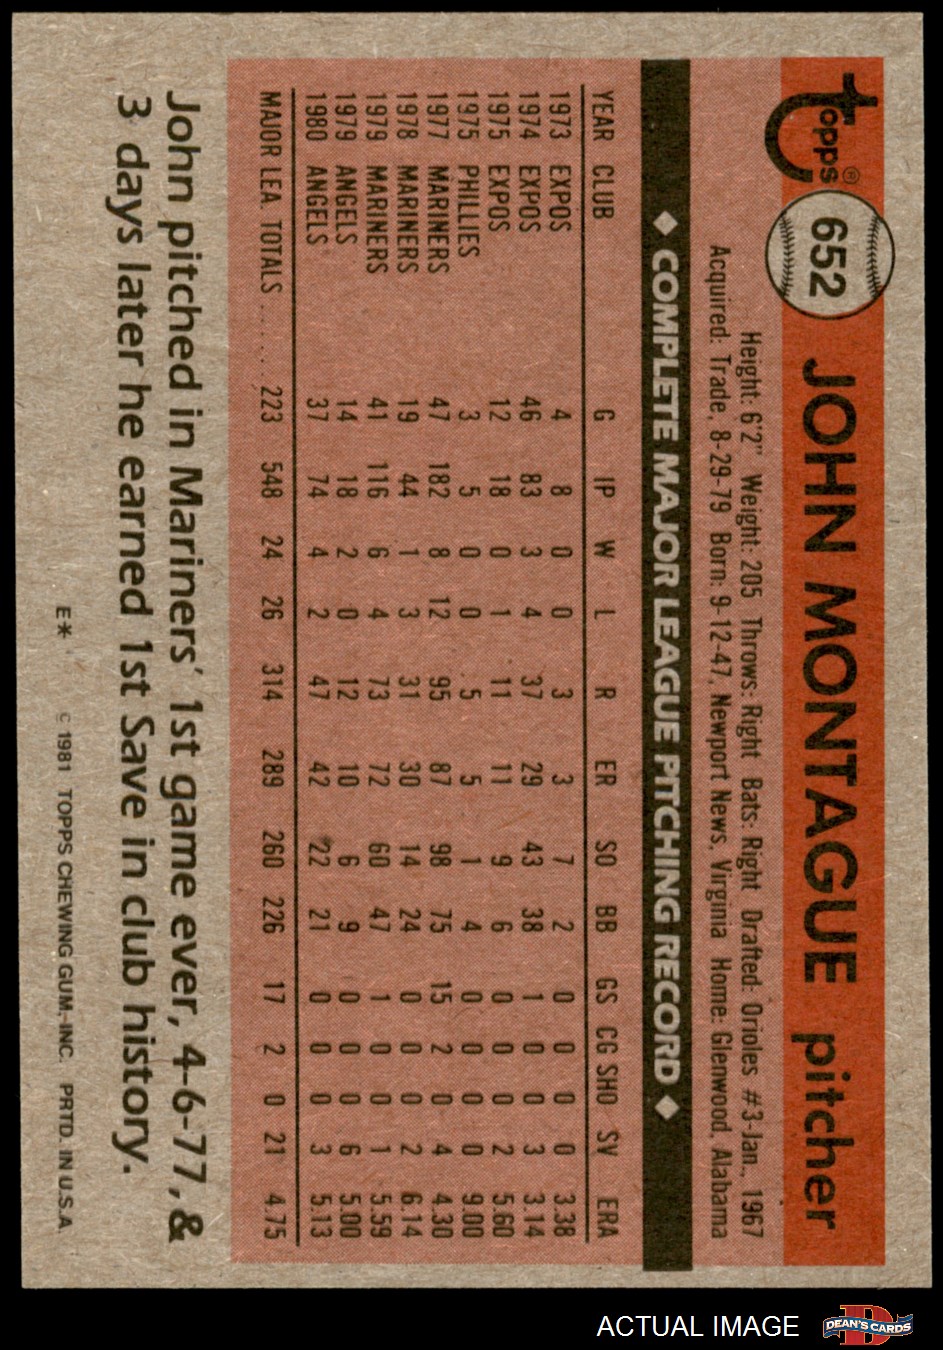 Topps®
652 JOHN MONTAGUE pitcher
Height: 6'2" Weight: 205 Throws: Right Bats: Right Drafted: Orioles #3-Jan., 1967
Acquired: Trade, 8-29-79 Born: 9-12-47, Newport News, Virginia Home: Glenwood, Alabama
◆ COMPLETE MAJOR LEAGUE PITCHING RECORD ◆
YEAR CLUB G IP W L R ER SO BB GS CG SHO SV ERA
1973 EXPOS 4 8 0 0 3 3 7 2 0 0 0 0 3.38
1974 EXPOS 46 83 3 4 37 29 43 38 1 0 0 3 3.14
1975 EXPOS 12 18 0 1 11 11 9 6 0 0 0 2 5.60
1975 PHILLIES 3 5 0 0 5 5 1 4 0 0 0 0 9.00
1977 MARINERS 47 182 8 12 95 87 98 75 15 2 0 4 4.30
1978 MARINERS 19 44 1 3 31 30 14 24 0 0 0 2 6.14
1979 MARINERS 41 116 6 4 73 72 60 47 1 0 0 1 5.59
1979 ANGELS 14 18 2 0 12 10 6 9 0 0 0 6 5.00
1980 ANGELS 37 74 4 2 47 42 22 21 0 0 0 3 5.13
MAJOR LEA. TOTALS ...... 223 548 24 26 314 289 260 226 17 2 0 21 4.75
John pitched in Mariners' 1st game ever, 4-6-77, &
3 days later he earned 1st Save in club history.
E* © 1981 TOPPS CHEWING GUM, INC. PRTD. IN U.S.A.
ACTUAL IMAGE DEAN'S CARDS